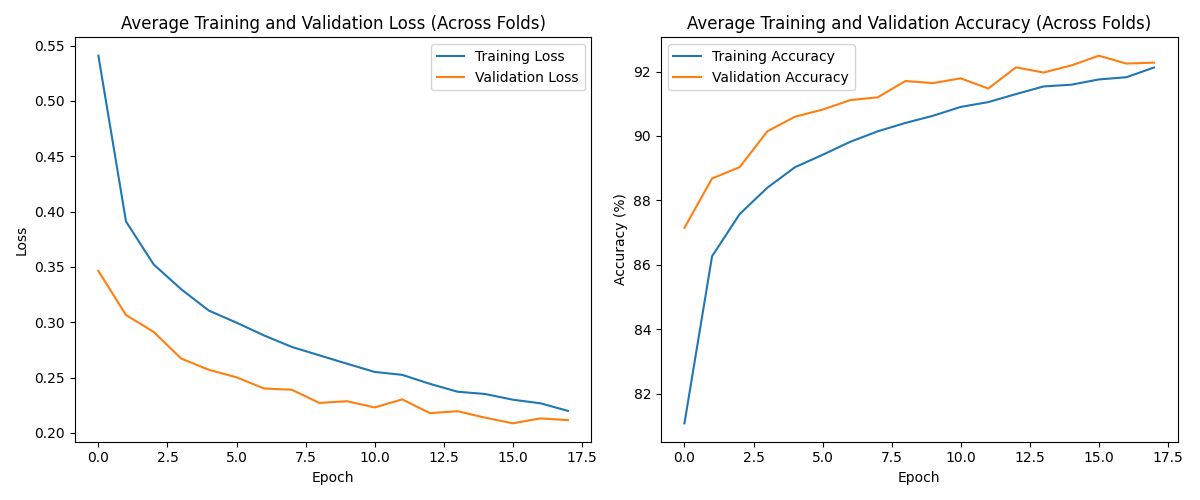 Average Training and Validation Loss (Across Folds)
Training Loss
Validation Loss
0.55
0.50
0.45
0.40
0.35
0.30
0.25
0.20
Loss
0.0 2.5 5.0 7.5 10.0 12.5 15.0 17.5
Epoch
Average Training and Validation Accuracy (Across Folds)
Training Accuracy
Validation Accuracy
92
90
88
86
84
82
Accuracy (%)
0.0 2.5 5.0 7.5 10.0 12.5 15.0 17.5
Epoch